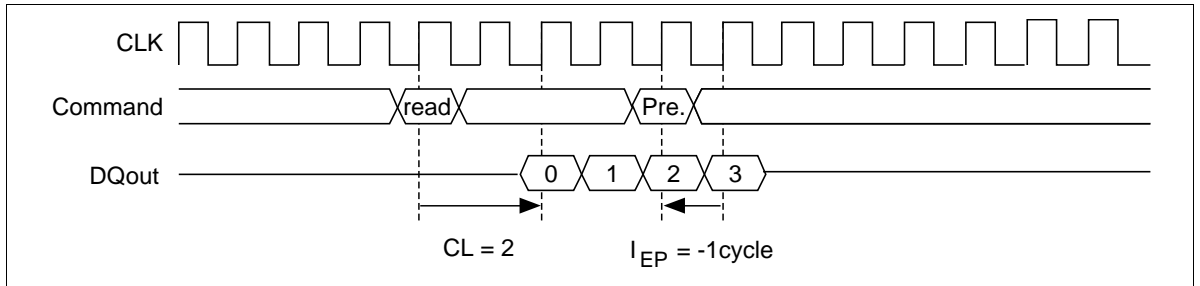 CLK
Command read Pre.
DQout 0 1 2 3
CL = 2 I EP = -1cycle